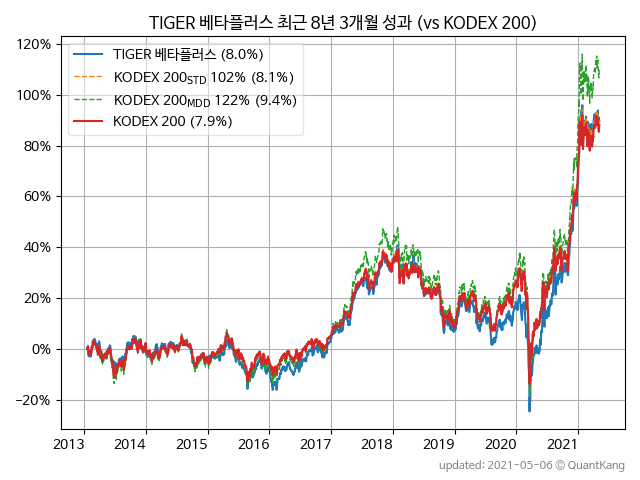 TIGER 베타플러스 최근 8년 3개월 성과 (vs KODEX 200)
120%
100%
80%
60%
40%
20%
0%
−20%
TIGER 베타플러스 (8.0%)
KODEX 200STD 102% (8.1%)
KODEX 200MDD 122% (9.4%)
KODEX 200 (7.9%)
2013 2014 2015 2016 2017 2018 2019 2020 2021
updated: 2021-05-06 © QuantKang